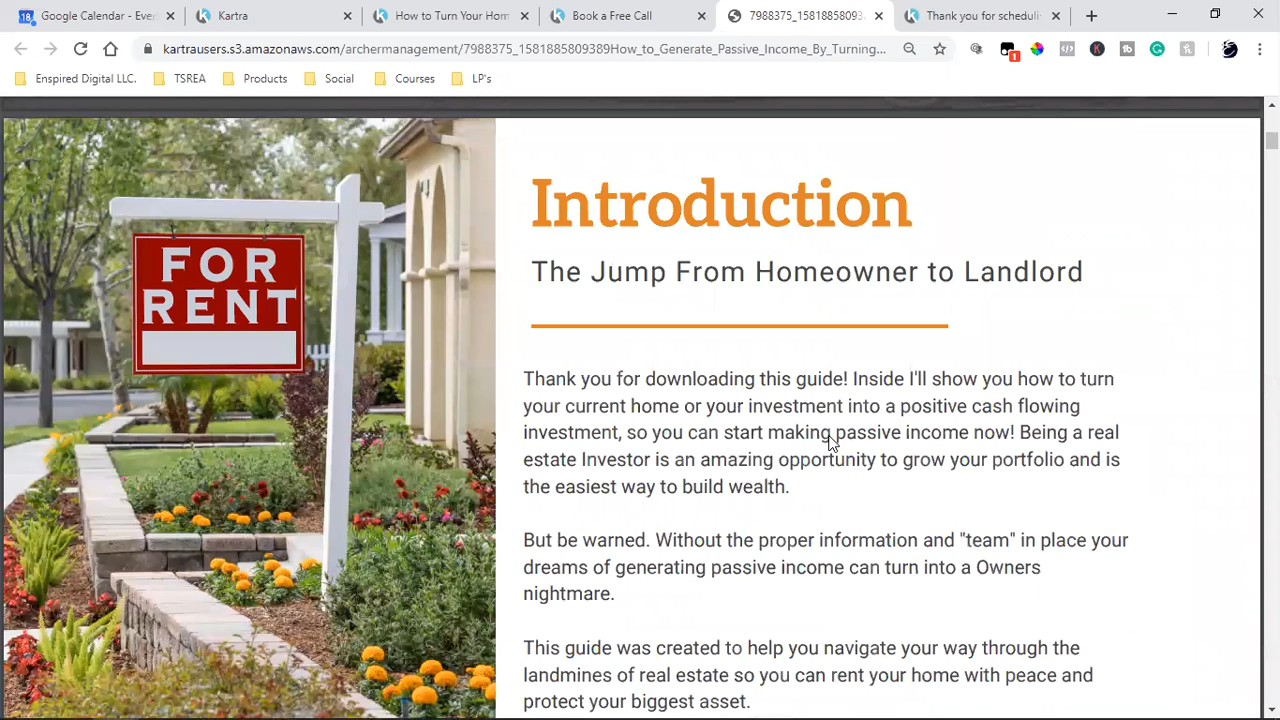 18
Google Calendar - Ever
Kartra
How to Turn Your Hom
Book a Free Call
7988375_1581885809389
Thank you for scheduli
kartrausers.s3.amazonaws.com/archermanagement/7988375_1581885809389How_to_Generate_Passive_Income_By_Turning...
1
Enspired Digital LLC.
TSREA
Products
Social
Courses
LP's
FOR
RENT
Introduction
The Jump From Homeowner to Landlord
Thank you for downloading this guide! Inside I'll show you how to turn
your current home or your investment into a positive cash flowing
investment, so you can start making passive income now! Being a real
estate Investor is an amazing opportunity to grow your portfolio and is
the easiest way to build wealth.
But be warned. Without the proper information and "team" in place your
dreams of generating passive income can turn into a Owners
nightmare.
This guide was created to help you navigate your way through the
landmines of real estate so you can rent your home with peace and
protect your biggest asset.